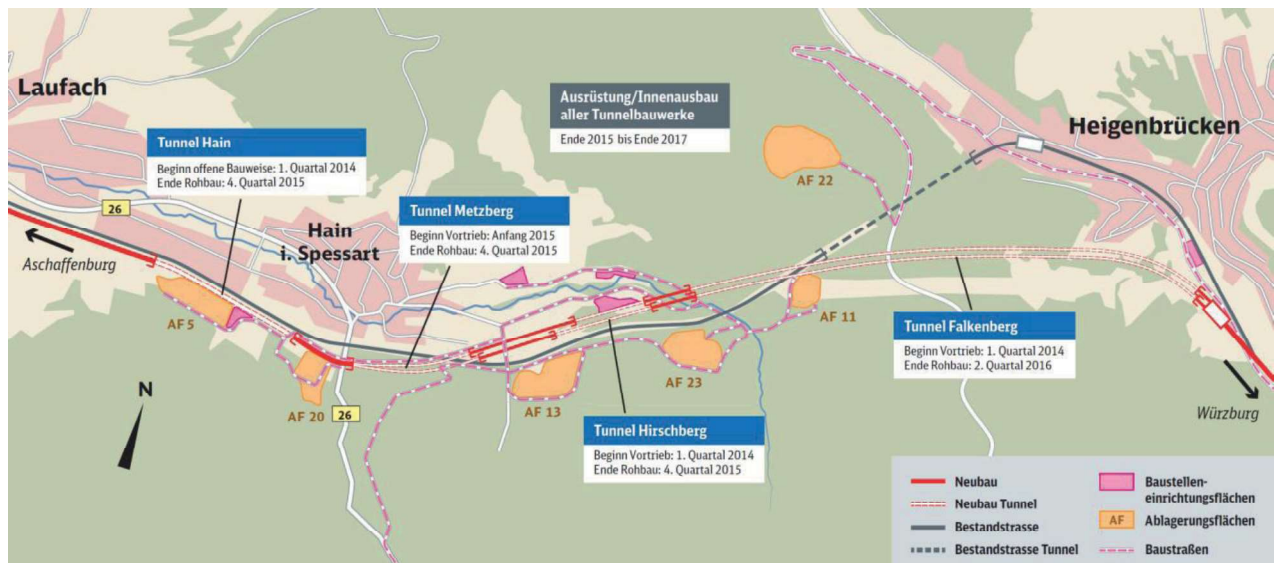 Laufach
Tunnel Hain
Beginn offene Bauweise: 1. Quartal 2014
Ende Rohbau: 4. Quartal 2015
26
Aschaffenburg
Hain
i. Spessart
Tunnel Metzberg
Beginn Vortrieb: Anfang 2015
Ende Rohbau: 4. Quartal 2015
Ausrüstung/Innenausbau
aller Tunnelbauwerke
Ende 2015 bis Ende 2017
AF 22
Heigenbrücken
AF 5
AF 20
26
AF 13
AF 23
AF 11
N
Tunnel Hirschberg
Beginn Vortrieb: 1. Quartal 2014
Ende Rohbau: 4. Quartal 2015
Tunnel Falkenberg
Beginn Vortrieb: 1. Quartal 2014
Ende Rohbau: 2. Quartal 2016
Würzburg
Neubau
Neubau Tunnel
Bestandstrasse
Bestandstrasse Tunnel
Baustellen-
einrichtungsflächen
AF
Ablagerungsflächen
Baustraßen